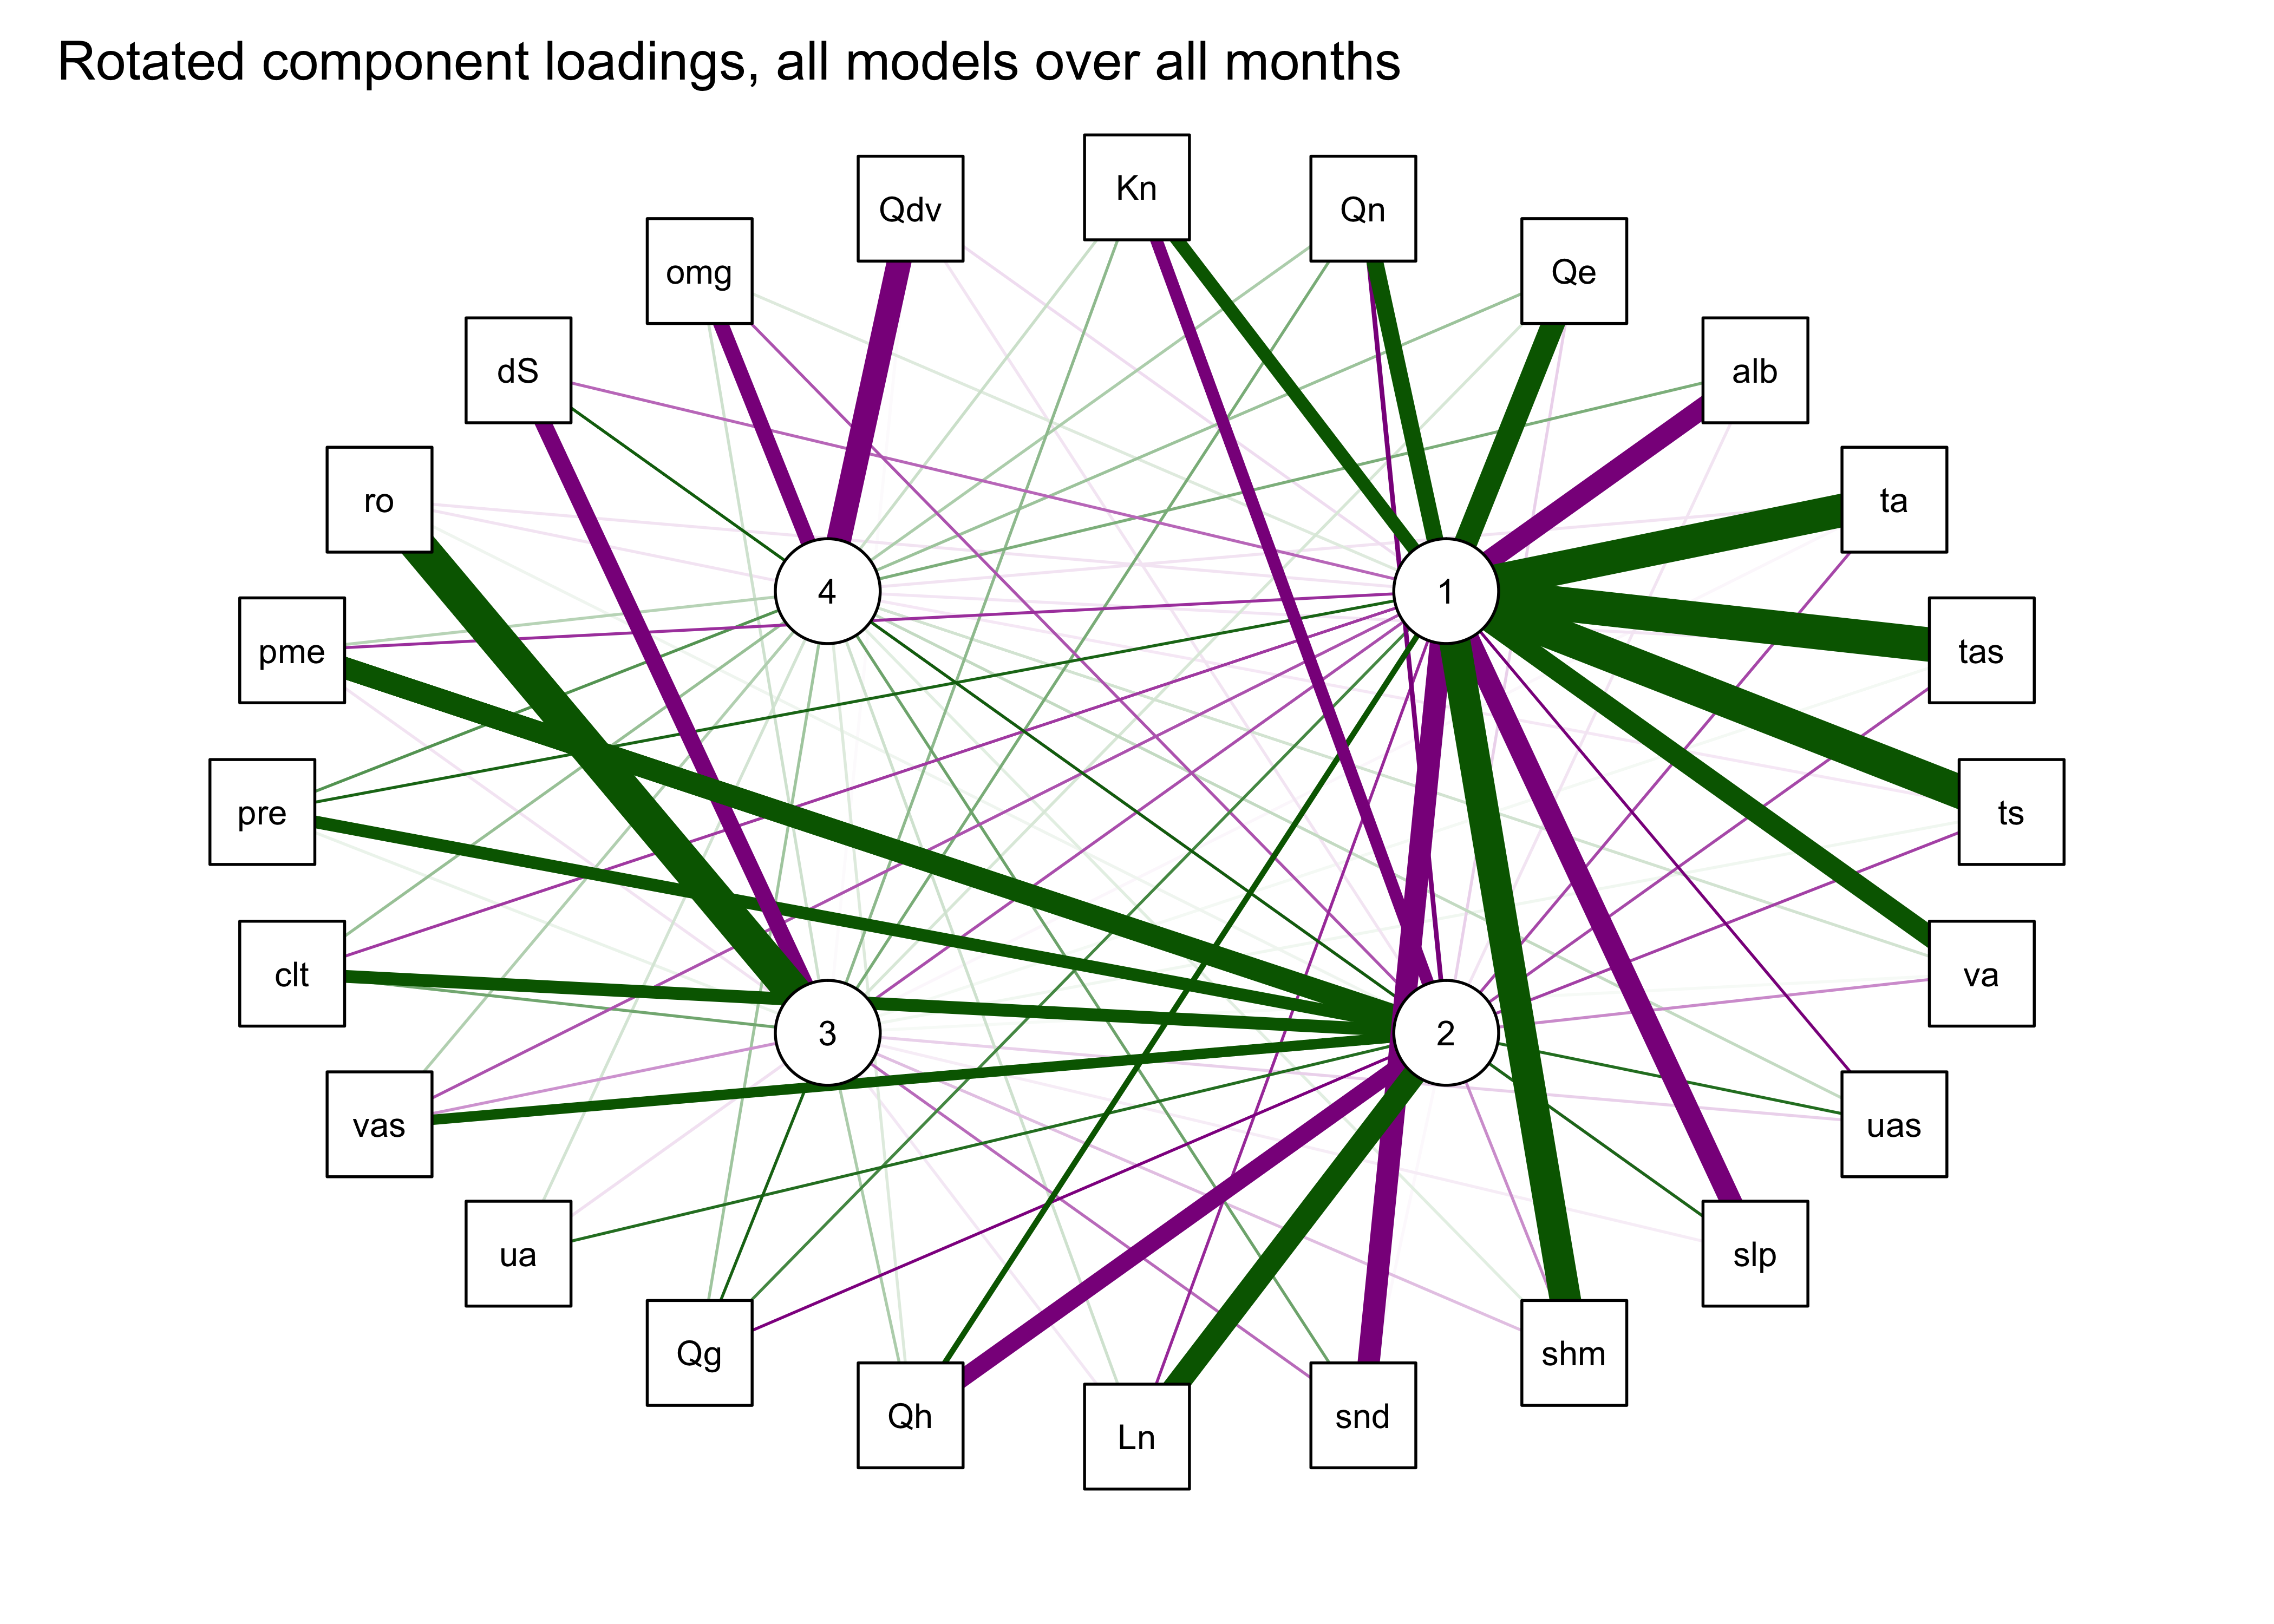 Rotated component loadings, all models over all months
Kn
Qdv
Qn
omg
Qe
dS
alb
ro
ta
4
1
pme
tas
pre
ts
clt
va
3
2
vas
uas
ua
slp
Qg
shm
Qh
snd
Ln